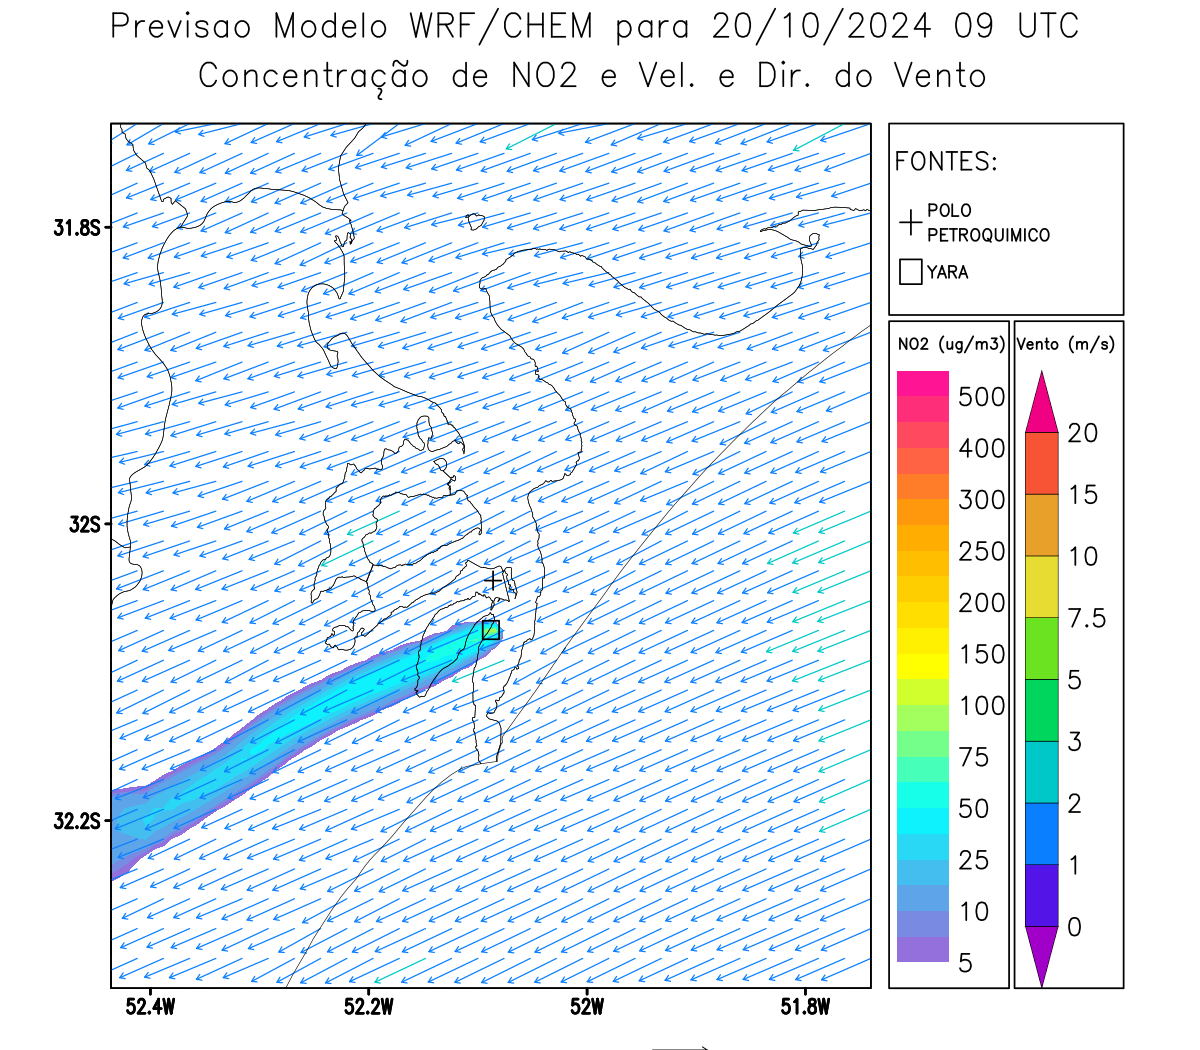 Previsao Modelo WRF/CHEM para 20/10/2024 09 UTC
Concentração de NO2 e Vel. e Dir. do Vento
FONTES:
POLO
PETROQUIMICO
YARA
NO2 (ug/m3)
500
400
300
250
200
150
100
75
50
25
10
5
Vento (m/s)
20
15
10
7.5
5
3
2
1
0
31.8S
32S
32.2S
52.4W 52.2W 52W 51.8W